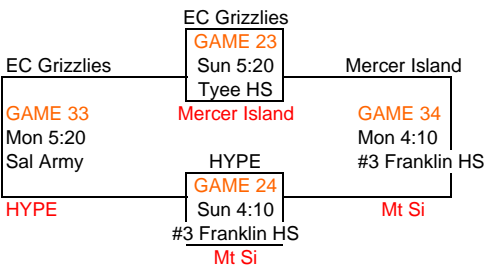 EC Grizzlies
GAME 23
EC Grizzlies
Sun 5:20
Mercer Island
Tyee HS
GAME 33
Mercer Island
GAME 34
Mon 5:20
Mon 4:10
Sal Army
HYPE
#3 Franklin HS
GAME 24
HYPE
Sun 4:10
Mt Si
#3 Franklin HS
Mt Si